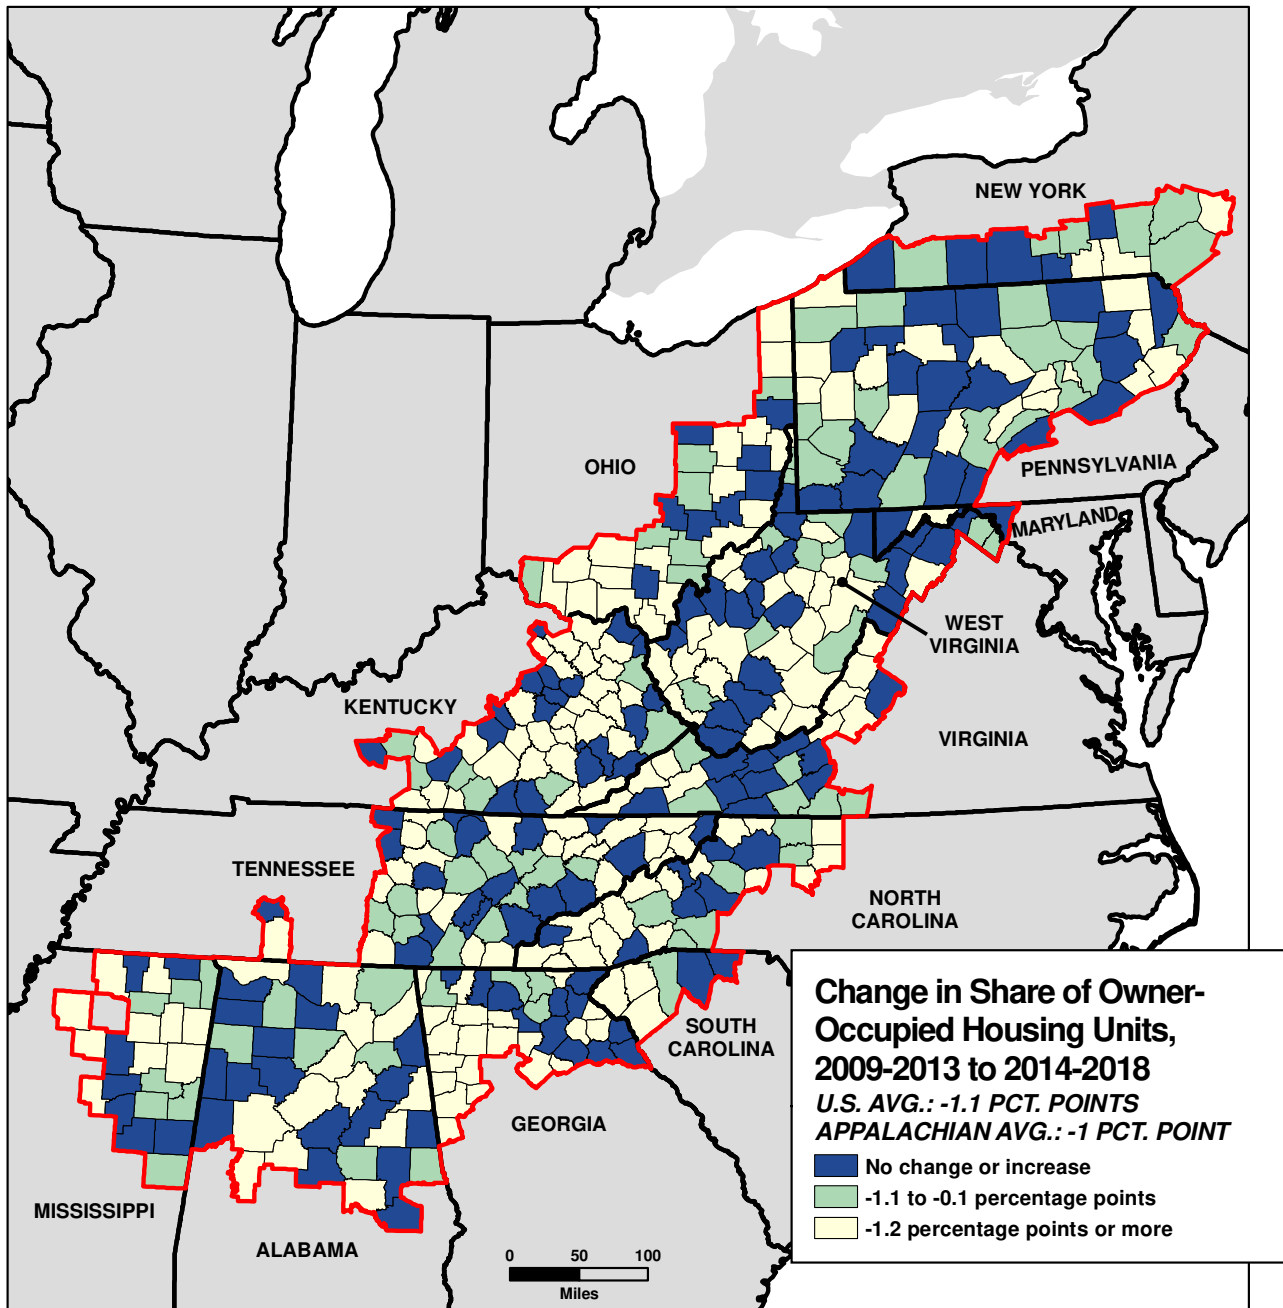 NEW YORK
OHIO
PENNSYLVANIA
MARYLAND
WEST
VIRGINIA
KENTUCKY
VIRGINIA
TENNESSEE
NORTH
CAROLINA
SOUTH
CAROLINA
GEORGIA
MISSISSIPPI
ALABAMA
0 50 100
Miles
Change in Share of Owner-
Occupied Housing Units,
2009-2013 to 2014-2018
U.S. AVG.: -1.1 PCT. POINTS
APPALACHIAN AVG.: -1 PCT. POINT
No change or increase
-1.1 to -0.1 percentage points
-1.2 percentage points or more